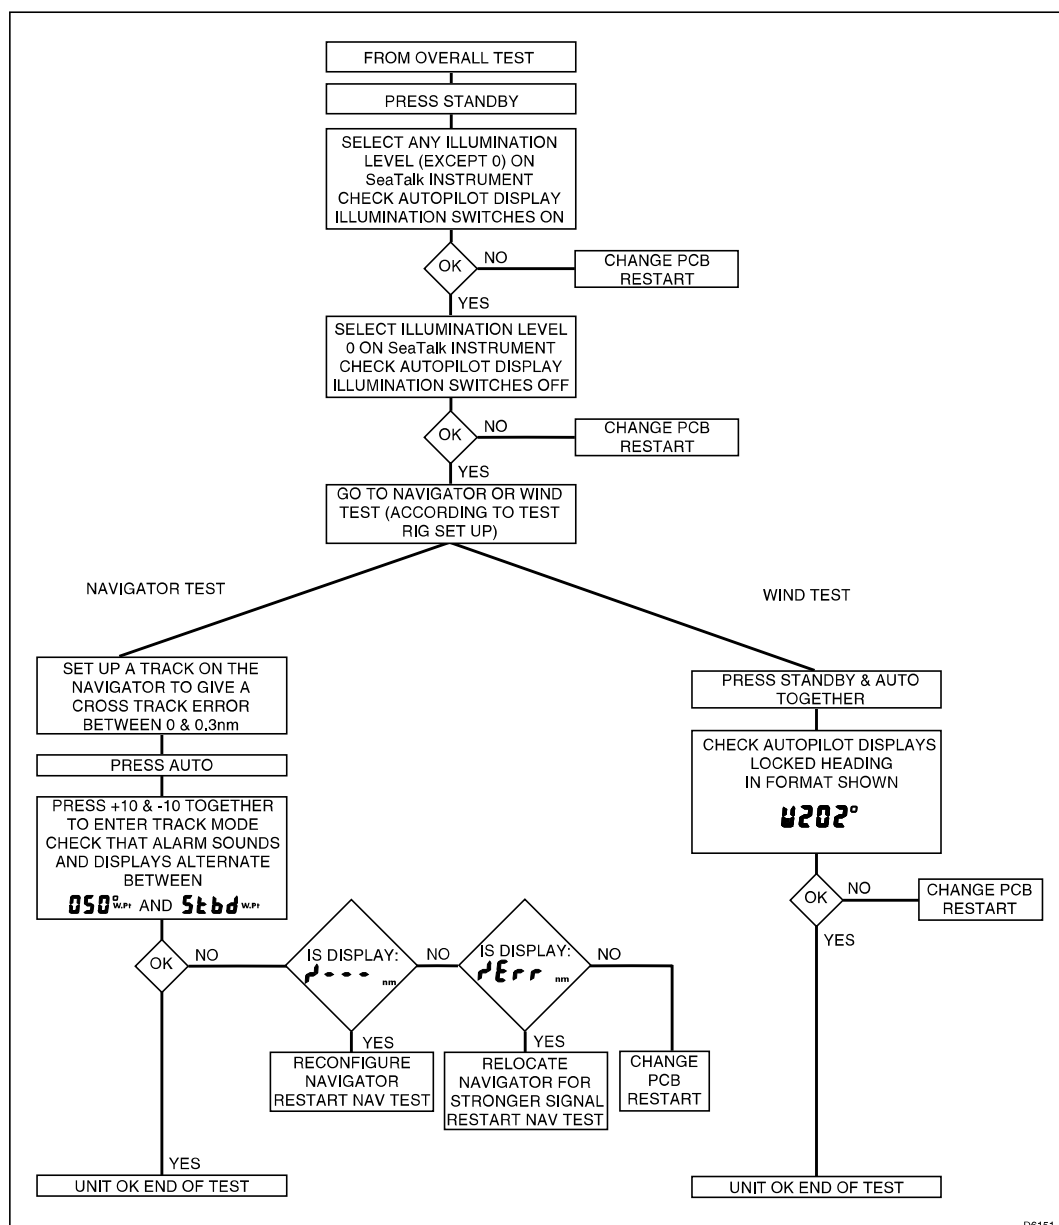 FROM OVERALL TEST
PRESS STANDBY
SELECT ANY ILLUMINATION
LEVEL (EXCEPT 0) ON
SeaTalk INSTRUMENT
CHECK AUTOPILOT DISPLAY
ILLUMINATION SWITCHES ON
OK
NO
CHANGE PCB
RESTART
YES
SELECT ILLUMINATION LEVEL
0 ON SeaTalk INSTRUMENT
CHECK AUTOPILOT DISPLAY
ILLUMINATION SWITCHES OFF
OK
NO
CHANGE PCB
RESTART
YES
GO TO NAVIGATOR OR WIND
TEST (ACCORDING TO TEST
RIG SET UP)
NAVIGATOR TEST
SET UP A TRACK ON THE
NAVIGATOR TO GIVE A
CROSS TRACK ERROR
BETWEEN 0 & 0.3nm
PRESS AUTO
PRESS +10 & -10 TOGETHER
TO ENTER TRACK MODE
CHECK THAT ALARM SOUNDS
AND DISPLAYS ALTERNATE
BETWEEN
050° W.Pt AND Stbd W.Pt
OK
NO
IS DISPLAY:
--- nm
NO
IS DISPLAY:
Err nm
NO
YES
RECONFIGURE
NAVIGATOR
RESTART NAV TEST
YES
RELOCATE
NAVIGATOR FOR
STRONGER SIGNAL
RESTART NAV TEST
CHANGE
PCB
RESTART
YES
UNIT OK END OF TEST
WIND TEST
PRESS STANDBY & AUTO
TOGETHER
CHECK AUTOPILOT DISPLAYS
LOCKED HEADING
IN FORMAT SHOWN
W202°
OK
NO
CHANGE PCB
RESTART
YES
UNIT OK END OF TEST